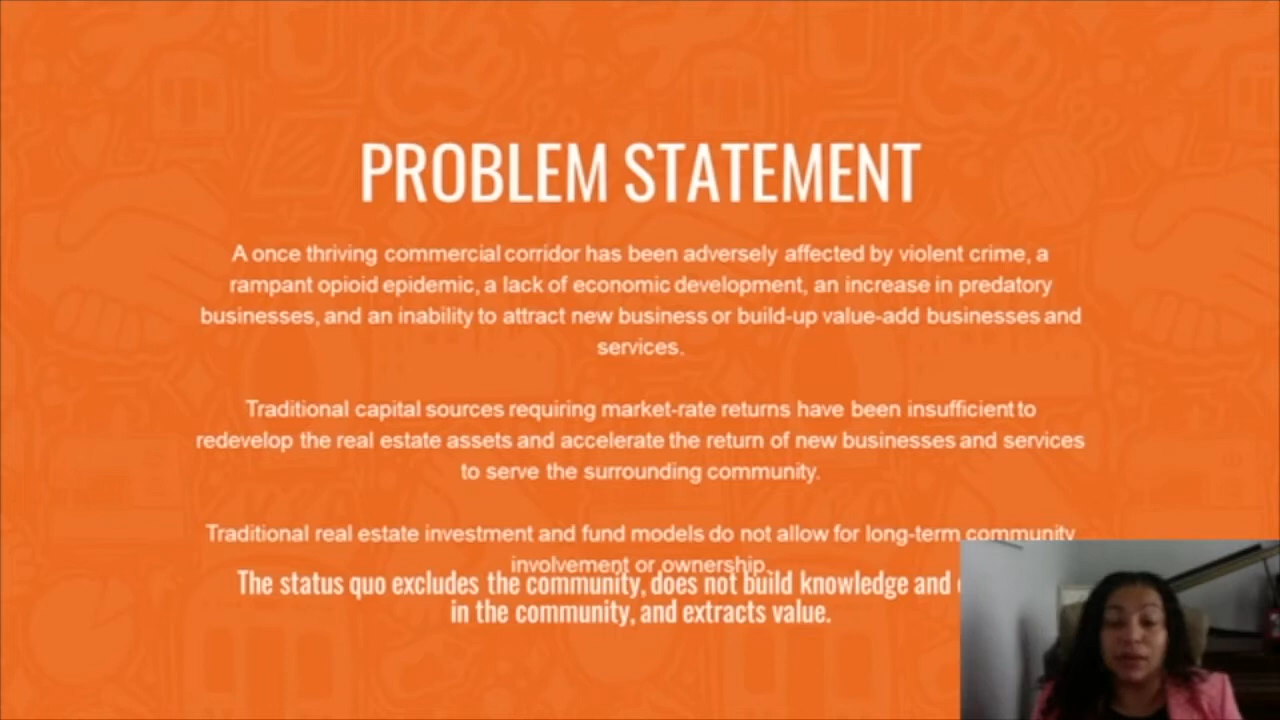 PROBLEM STATEMENT
A once thriving commercial corridor has been adversely affected by violent crime, a
rampant opioid epidemic, a lack of economic development, an increase in predatory
businesses, and an inability to attract new business or build-up value-add businesses and
services.
Traditional capital sources requiring market-rate returns have been insufficient to
redevelop the real estate assets and accelerate the return of new businesses and services
to serve the surrounding community.
Traditional real estate investment and fund models do not allow for long-term community
involvement or ownership.
The status quo excludes the community, does not build knowledge and
in the community, and extracts value.